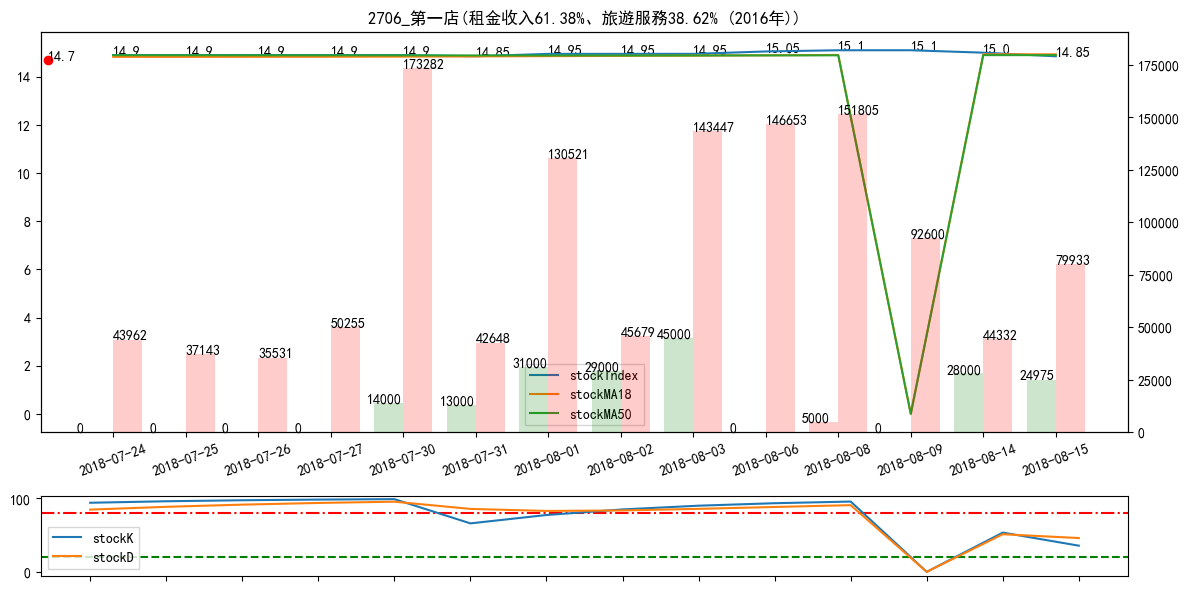 2706_第一店(租金收入61.38%、旅遊服務38.62% (2016年))
14.7 14.9 14.9 14.9 14.9 14.9 14.85 14.95 14.95 14.95 15.05 15.1 15.1 15.0 14.85
14 12 10 8 6 4 2 0
175000 150000 125000 100000 75000 50000 25000 0
43962 37143 35531 50255 173282 42648 130521 45679 143447 146653 151805 92600 44332 79933
0 0 0 0 14000 13000 31000 29000 45000 0 5000 0 28000 24975
stockIndex
stockMA18
stockMA50
2018-07-24 2018-07-25 2018-07-26 2018-07-27 2018-07-30 2018-07-31 2018-08-01 2018-08-02 2018-08-03 2018-08-06 2018-08-08 2018-08-09 2018-08-14 2018-08-15
100
0
stockK
stockD